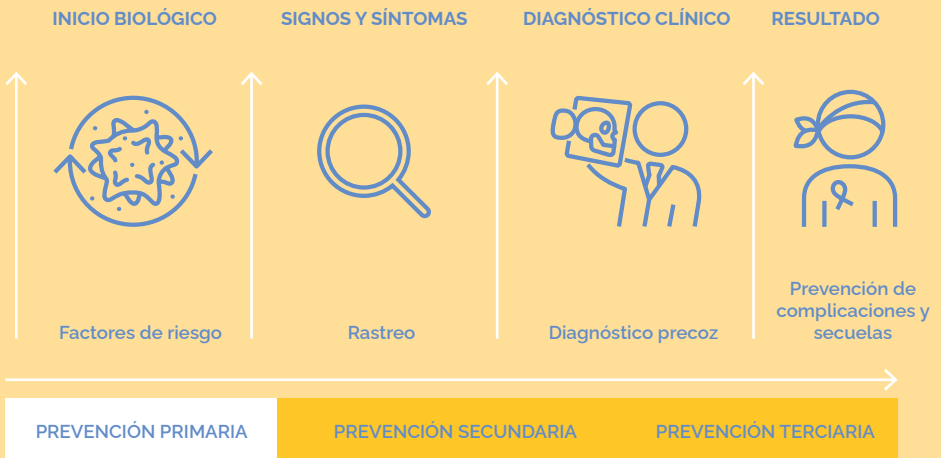 INICIO BIOLÓGICO
SIGNOS Y SÍNTOMAS
DIAGNÓSTICO CLÍNICO
RESULTADO
Factores de riesgo
Rastreo
Diagnóstico precoz
Prevención de
complicaciones y
secuelas
PREVENCIÓN PRIMARIA
PREVENCIÓN SECUNDARIA
PREVENCIÓN TERCIARIA